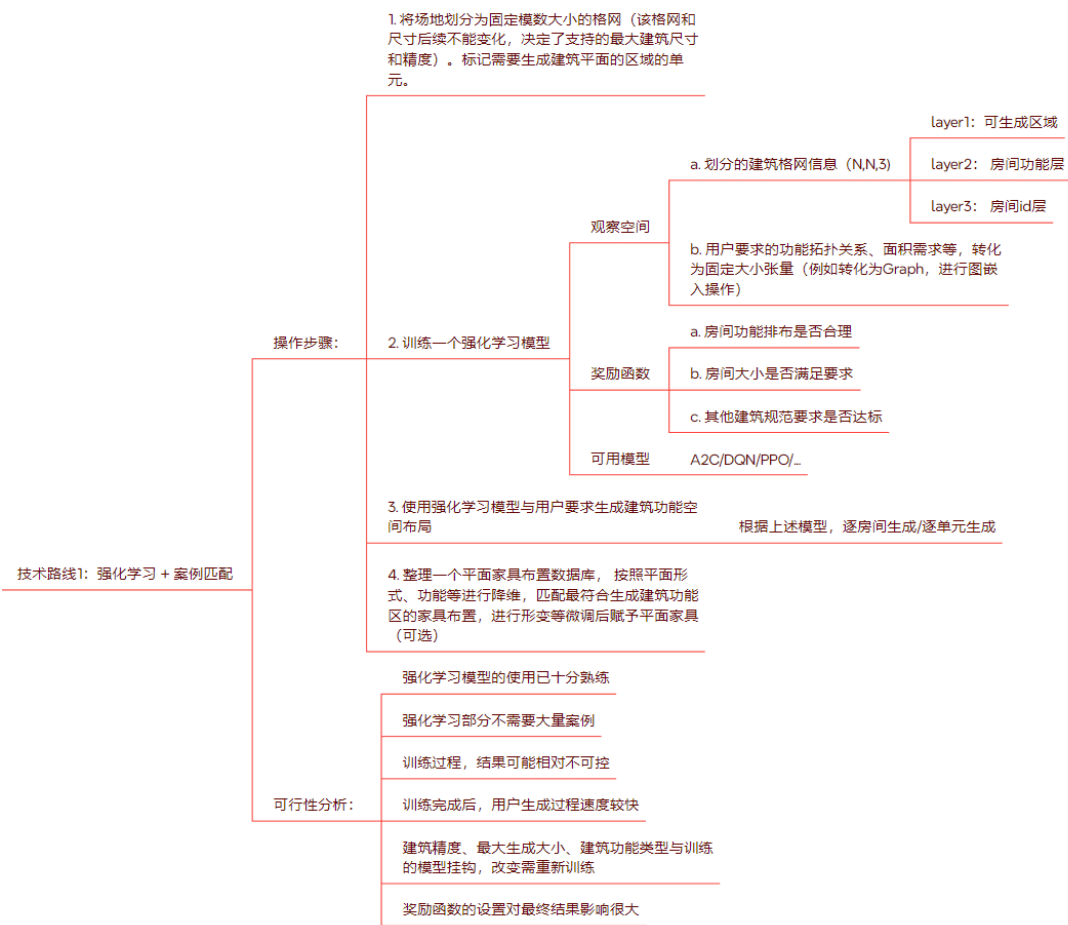 技术路线1：强化学习 + 案例匹配
操作步骤：
1. 将场地划分为固定模数大小的格网（该格网和
尺寸后续不能变化，决定了支持的最大建筑尺寸
和精度）。标记需要生成建筑平面的区域的单
元。
2. 训练一个强化学习模型
观察空间
a. 划分的建筑格网信息（N,N,3)
layer1：可生成区域
layer2： 房间功能层
layer3： 房间id层
b. 用户要求的功能拓扑关系、面积需求等，转化
为固定大小张量（例如转化为Graph，进行图嵌
入操作）
奖励函数
a. 房间功能排布是否合理
b. 房间大小是否满足要求
c. 其他建筑规范要求是否达标
可用模型
A2C/DQN/PPO/...
3. 使用强化学习模型与用户要求生成建筑功能空
间布局
根据上述模型，逐房间生成/逐单元生成
4. 整理一个平面家具布置数据库， 按照平面形
式、功能等进行降维，匹配最符合生成建筑功能
区的家具布置，进行形变等微调后赋予平面家具
（可选）
可行性分析：
强化学习模型的使用已十分熟练
强化学习部分不需要大量案例
训练过程，结果可能相对不可控
训练完成后，用户生成过程速度较快
建筑精度、最大生成大小、建筑功能类型与训练
的模型挂钩，改变需重新训练
奖励函数的设置对最终结果影响很大